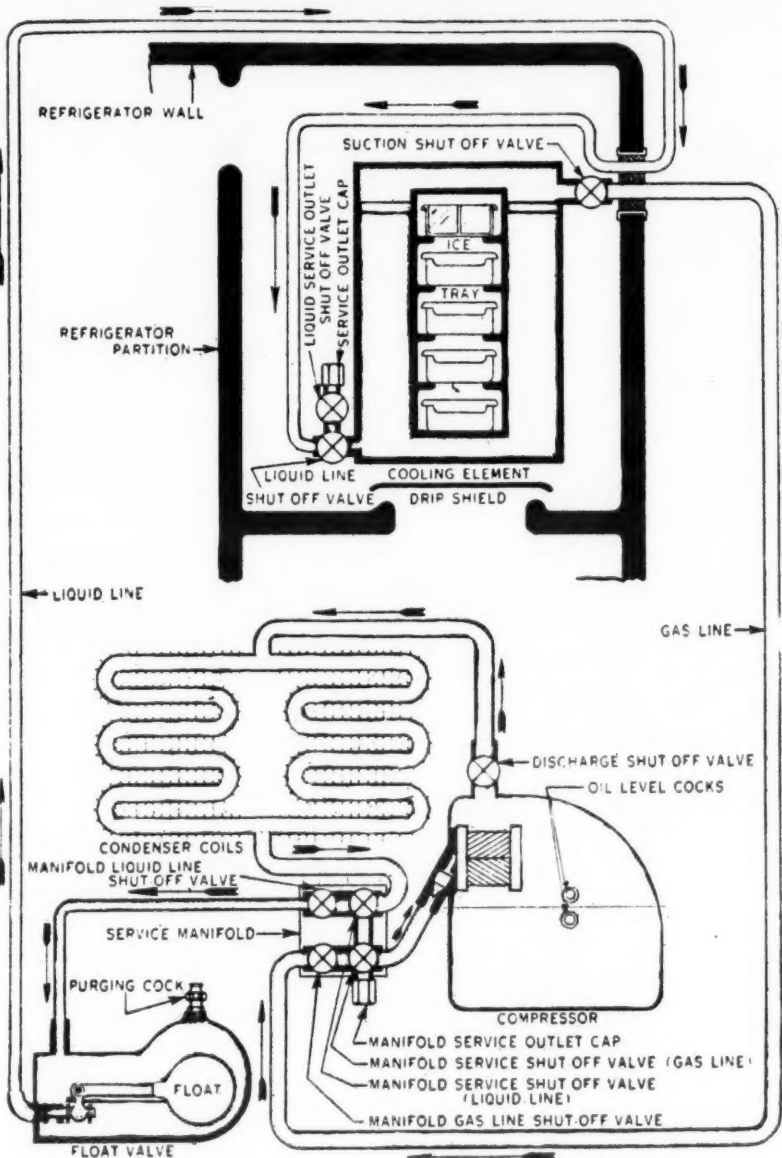 REFRIGERATOR WALL
SUCTION SHUT OFF VALVE
LIQUID SERVICE OUTLET
SHUT OFF VALVE
SERVICE OUTLET CAP
ICE
TRAY
REFRIGERATOR
PARTITION
LIQUID LINE
SHUT OFF VALVE
COOLING ELEMENT
DRIP SHIELD
LIQUID LINE
GAS LINE
DISCHARGE SHUT OFF VALVE
OIL LEVEL COCKS
CONDENSER COILS
MANIFOLD LIQUID LINE
SHUT OFF VALVE
SERVICE MANIFOLD
PURGING COCK
COMPRESSOR
MANIFOLD SERVICE OUTLET CAP
MANIFOLD SERVICE SHUT OFF VALVE (GAS LINE)
MANIFOLD SERVICE SHUT OFF VALVE
(LIQUID LINE)
MANIFOLD GAS LINE SHUT-OFF VALVE
FLOAT
FLOAT VALVE